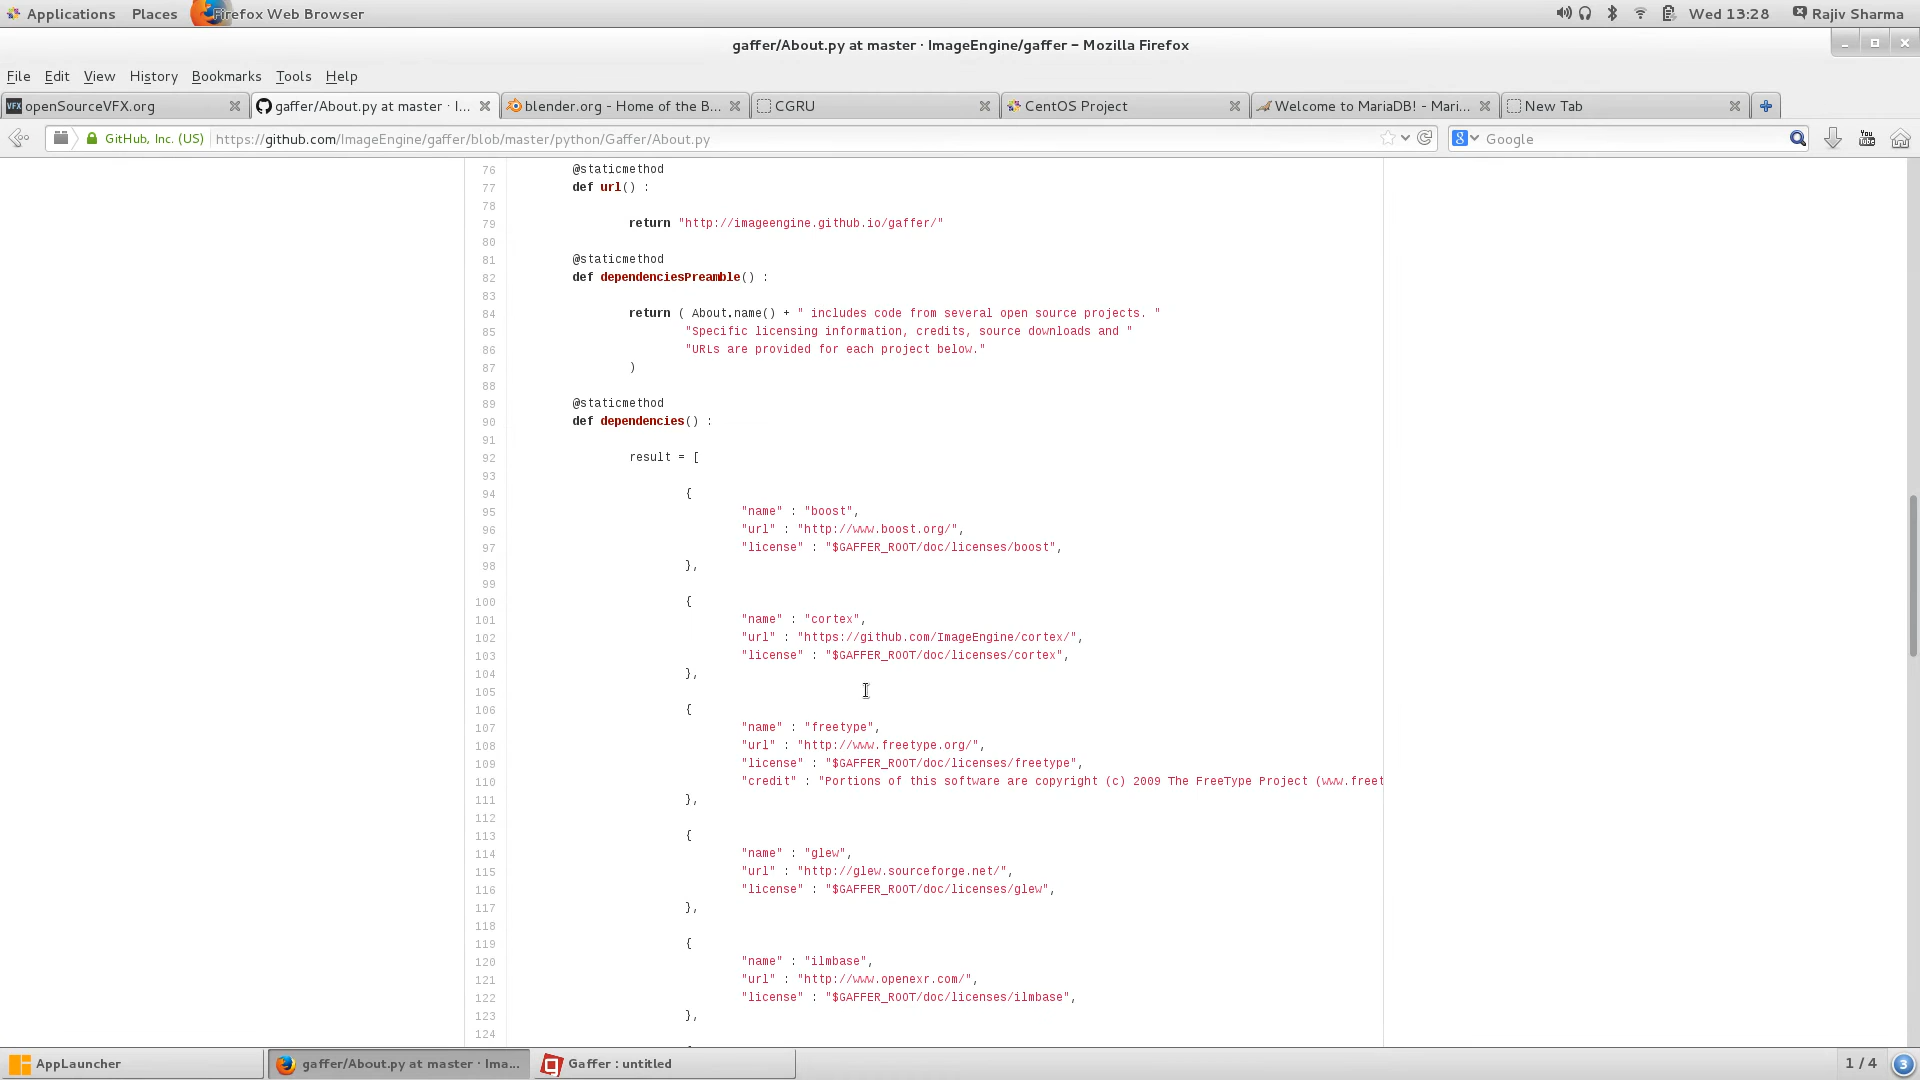 Applications Places Firefox Web Browser Wed 13:28 Rajiv Sharma
gaffer/About.py at master · ImageEngine/gaffer - Mozilla Firefox
File Edit View History Bookmarks Tools Help
VFX openSourceVFX.org gaffer/About.py at master · I... blender.org - Home of the B... CGRU CentOS Project Welcome to MariaDB! - Mari... New Tab
GitHub, Inc. (US) https://github.com/ImageEngine/gaffer/blob/master/python/Gaffer/About.py Google You Tube
76 @staticmethod
77 def url() :
78
79 return "http://imageengine.github.io/gaffer/"
80
81 @staticmethod
82 def dependenciesPreamble() :
83
84 return ( About.name() + " includes code from several open source projects. "
85 "Specific licensing information, credits, source downloads and "
86 "URLs are provided for each project below."
87 )
88
89 @staticmethod
90 def dependencies() :
91
92 result = [
93
94 {
95 "name" : "boost",
96 "url" : "http://www.boost.org/",
97 "license" : "$GAFFER_ROOT/doc/licenses/boost",
98 },
99
100 {
101 "name" : "cortex",
102 "url" : "https://github.com/ImageEngine/cortex/",
103 "license" : "$GAFFER_ROOT/doc/licenses/cortex",
104 },
105
106 {
107 "name" : "freetype",
108 "url" : "http://www.freetype.org/",
109 "license" : "$GAFFER_ROOT/doc/licenses/freetype",
110 "credit" : "Portions of this software are copyright (c) 2009 The FreeType Project (www.freet
111 },
112
113 {
114 "name" : "glew",
115 "url" : "http://glew.sourceforge.net/",
116 "license" : "$GAFFER_ROOT/doc/licenses/glew",
117 },
118
119 {
120 "name" : "ilmbase",
121 "url" : "http://www.openexr.com/",
122 "license" : "$GAFFER_ROOT/doc/licenses/ilmbase",
123 },
124
AppLauncher gaffer/About.py at master · Ima... Gaffer : untitled 1 / 4 3